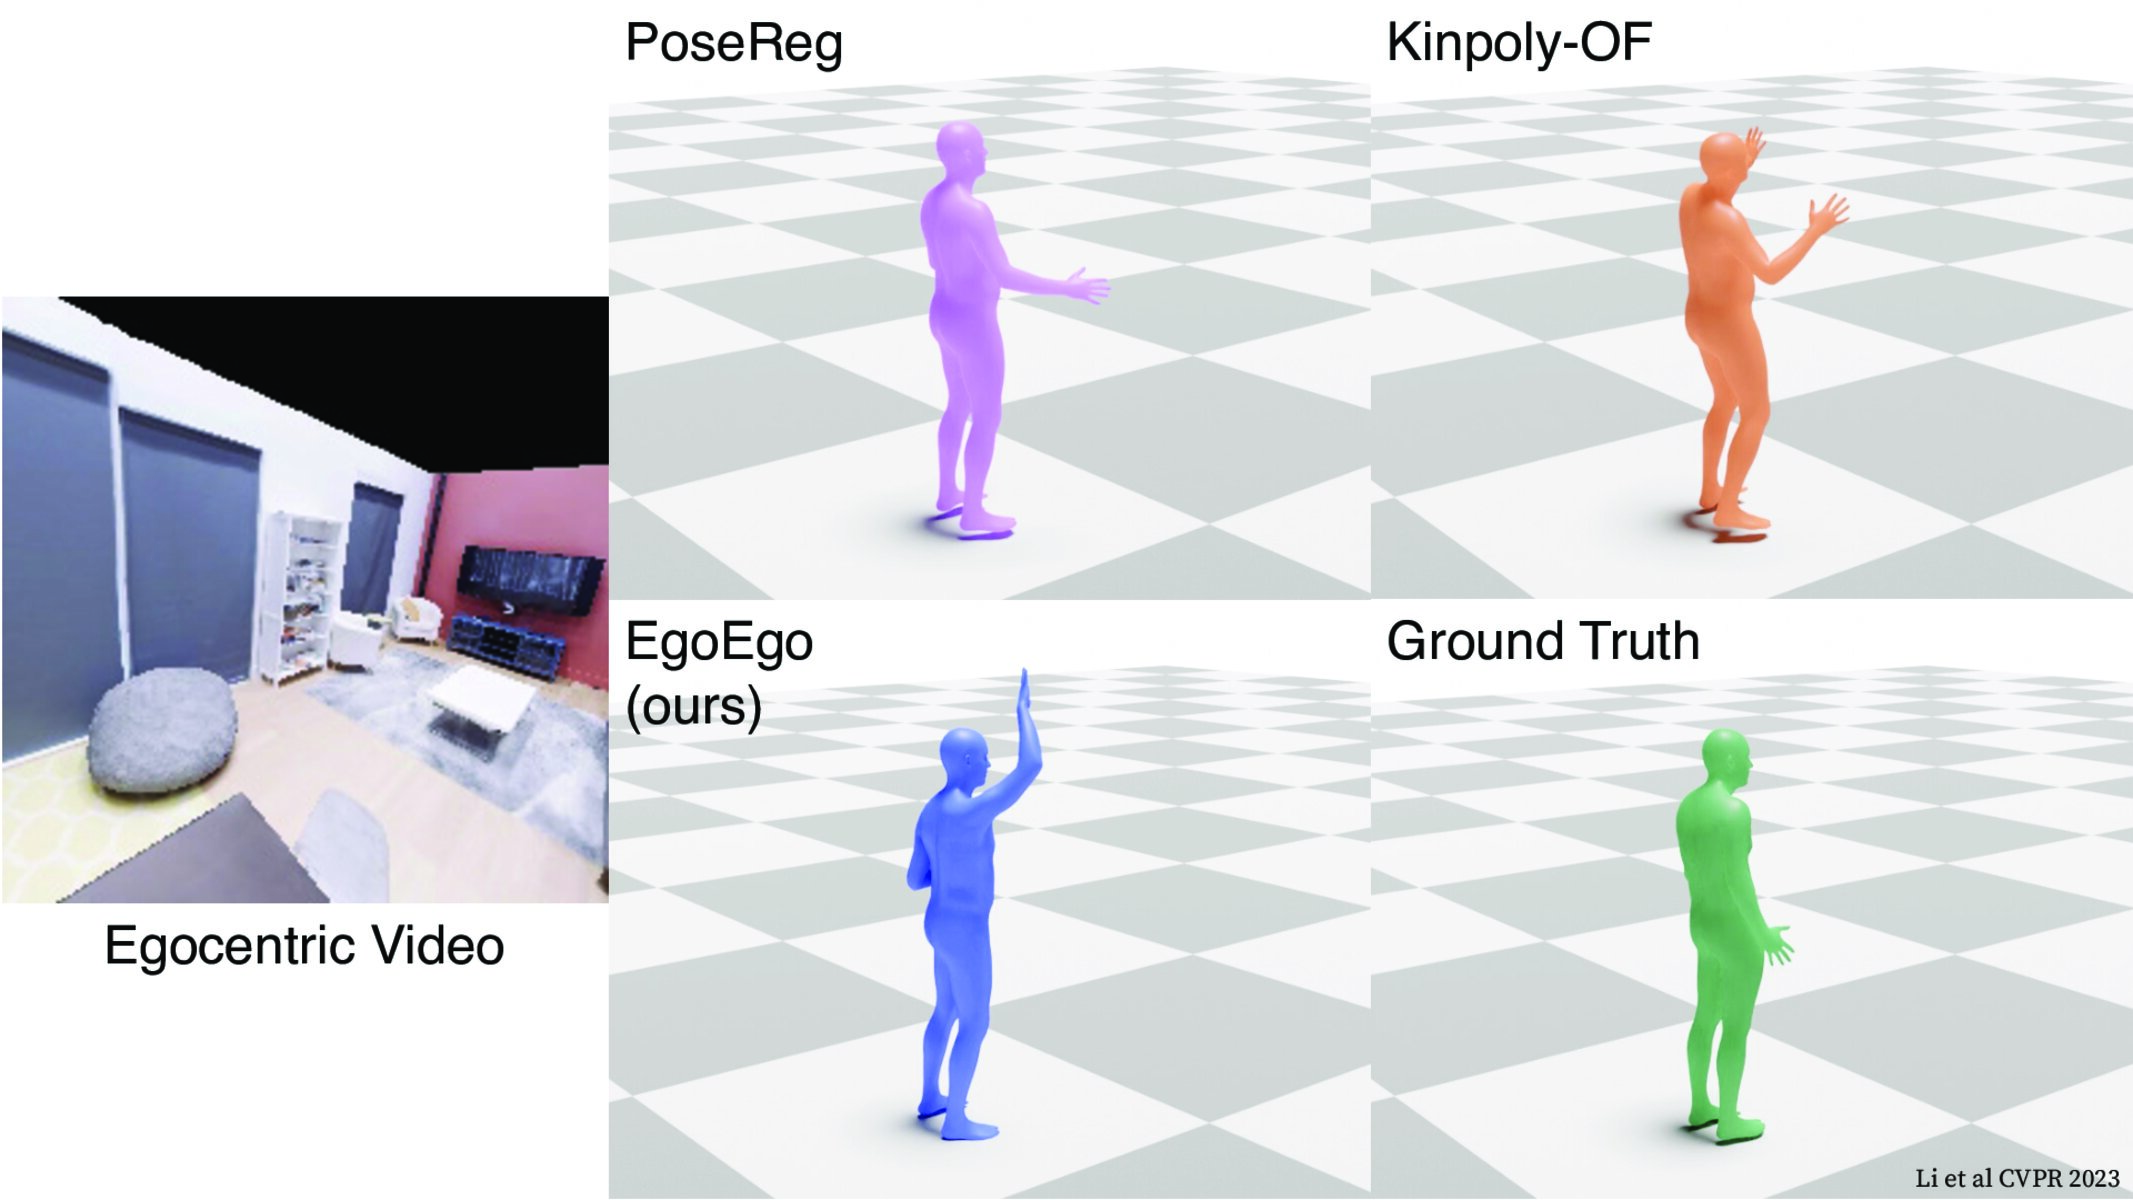 PoseReg
Kinpoly-OF
EgoEgo
(ours)
Ground Truth
Egocentric Video
Li et al CVPR 2023